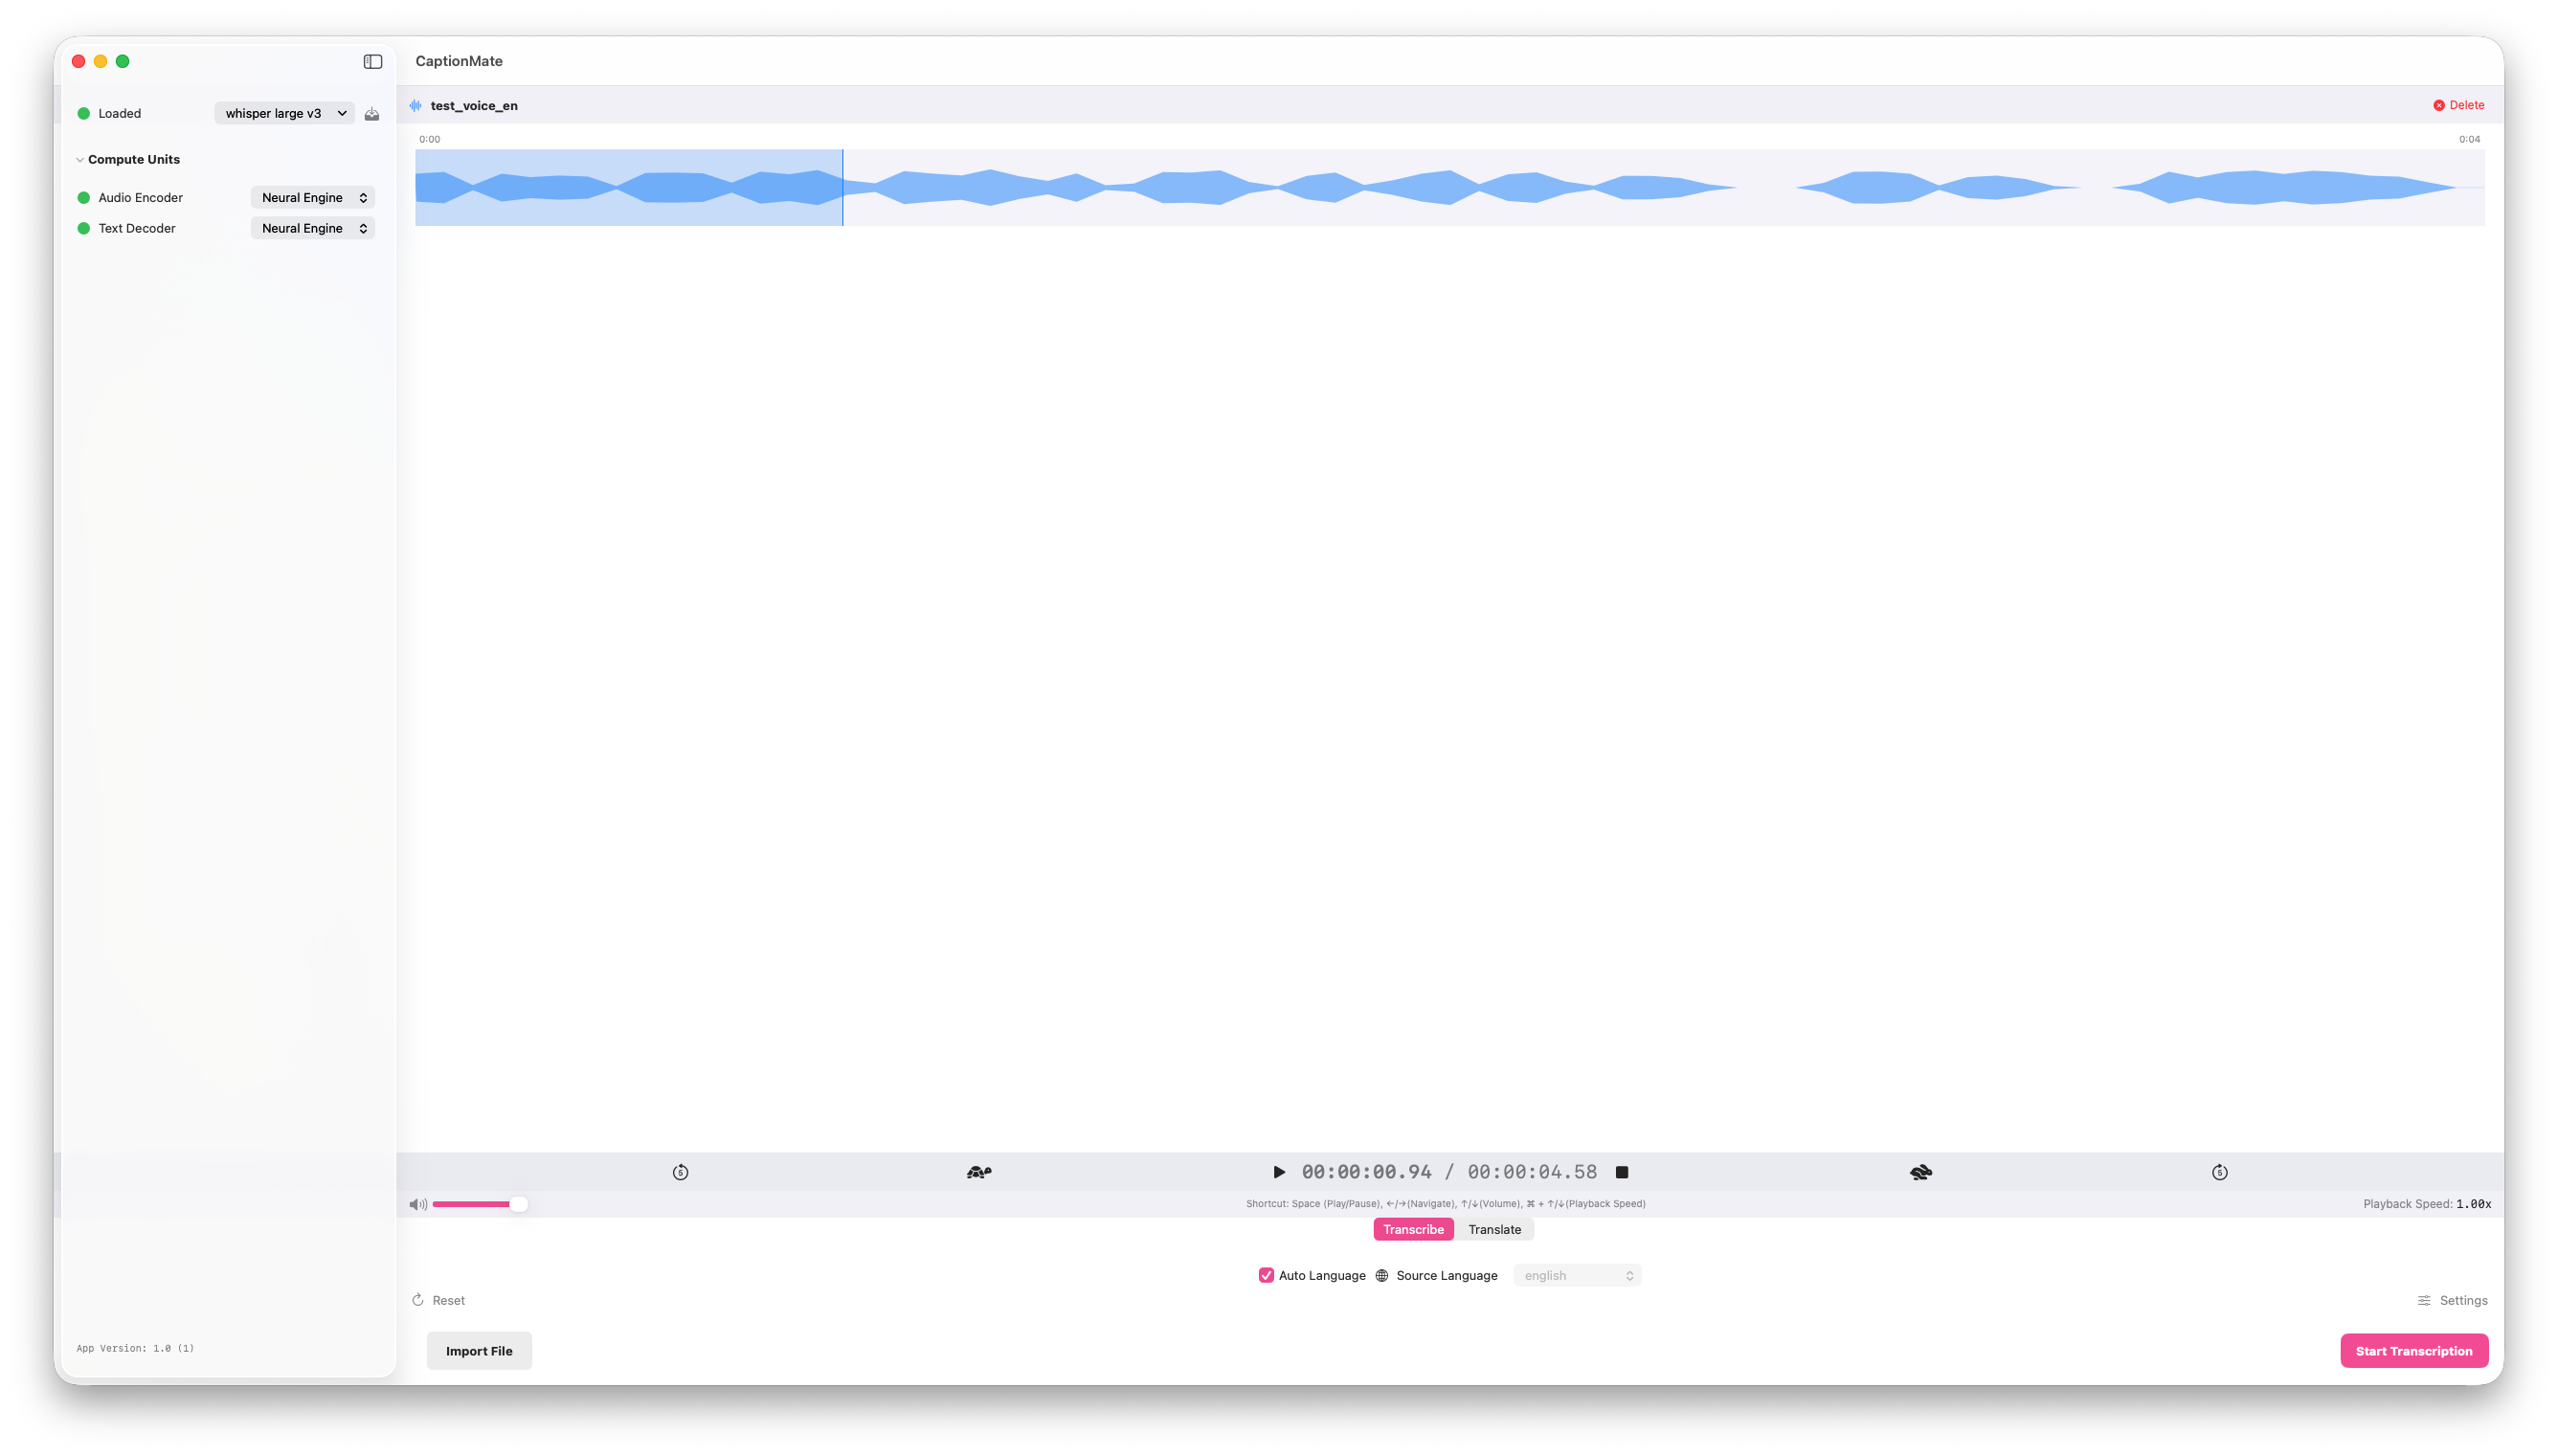 CaptionMate
Loaded
whisper large v3
Compute Units
Audio Encoder
Neural Engine
Text Decoder
Neural Engine
App Version: 1.0 (1)
test_voice_en
Delete
0:00
0:04
5
00:00:00.94 / 00:00:04.58
5
Shortcut: Space (Play/Pause), ←/→(Navigate), ↑/↓(Volume), ⌘ + ↑/↓(Playback Speed)
Playback Speed: 1.00x
Transcribe
Translate
Auto Language
Source Language
english
Reset
Settings
Import File
Start Transcription